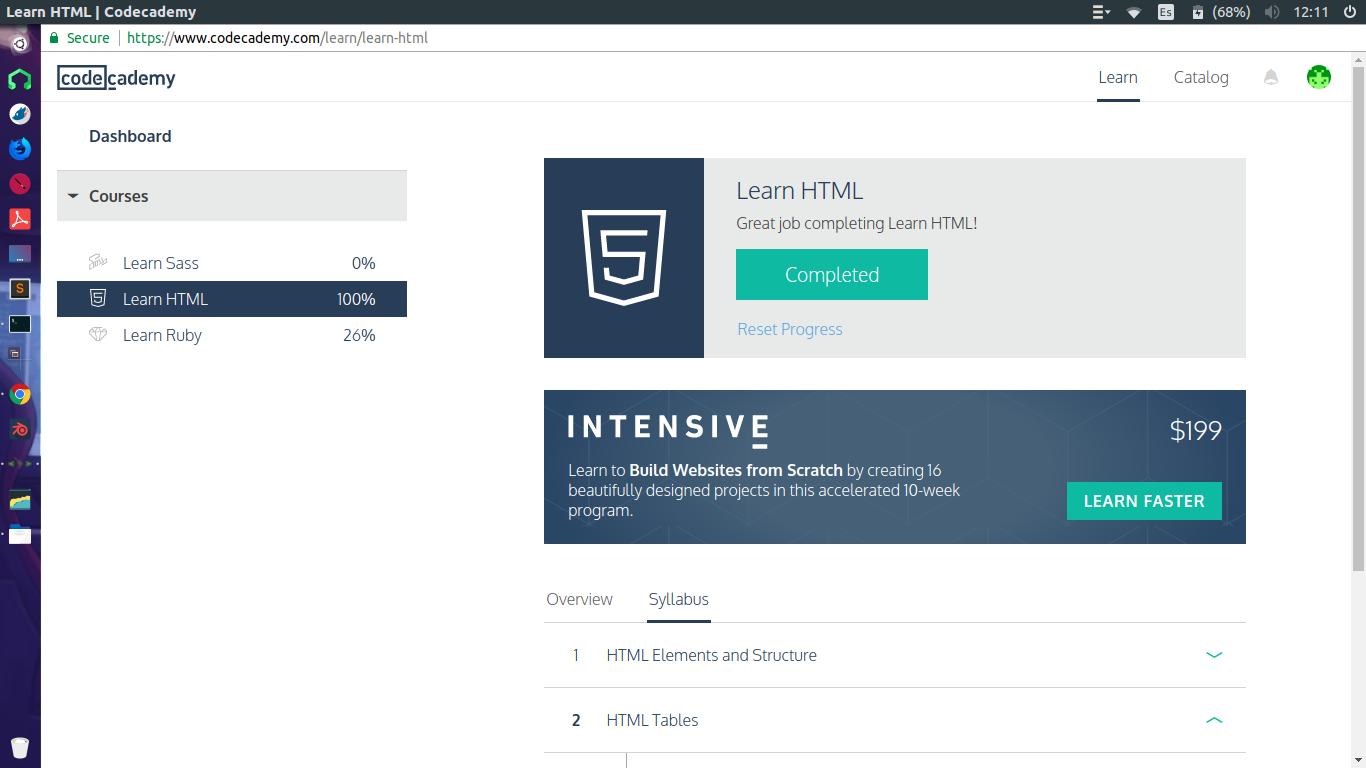 Learn HTML | Codecademy
Es
(68%)
12:11
Secure
https://www.codecademy.com/learn/learn-html
codecademy
Learn
Catalog
Dashboard
Courses
Learn Sass 0%
Learn HTML 100%
Learn Ruby 26%
5
Learn HTML
Great job completing Learn HTML!
Completed
Reset Progress
INTENSIVE
$199
Learn to Build Websites from Scratch by creating 16
beautifully designed projects in this accelerated 10-week
program.
LEARN FASTER
Overview
Syllabus
1 HTML Elements and Structure
2 HTML Tables